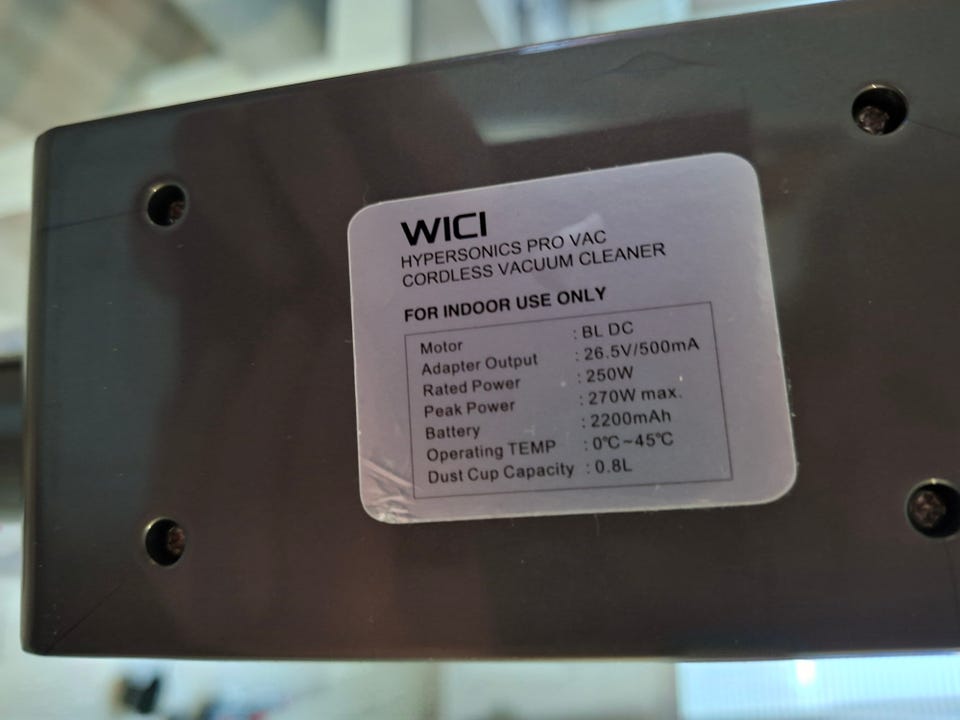 WICI
HYPERSONICS PRO VAC
CORDLESS VACUUM CLEANER
FOR INDOOR USE ONLY
Motor : BL DC
Adapter Output : 26.5V/500mA
Rated Power : 250W
Peak Power : 270W max.
Battery : 2200mAh
Operating TEMP : 0℃~45℃
Dust Cup Capacity : 0.8L